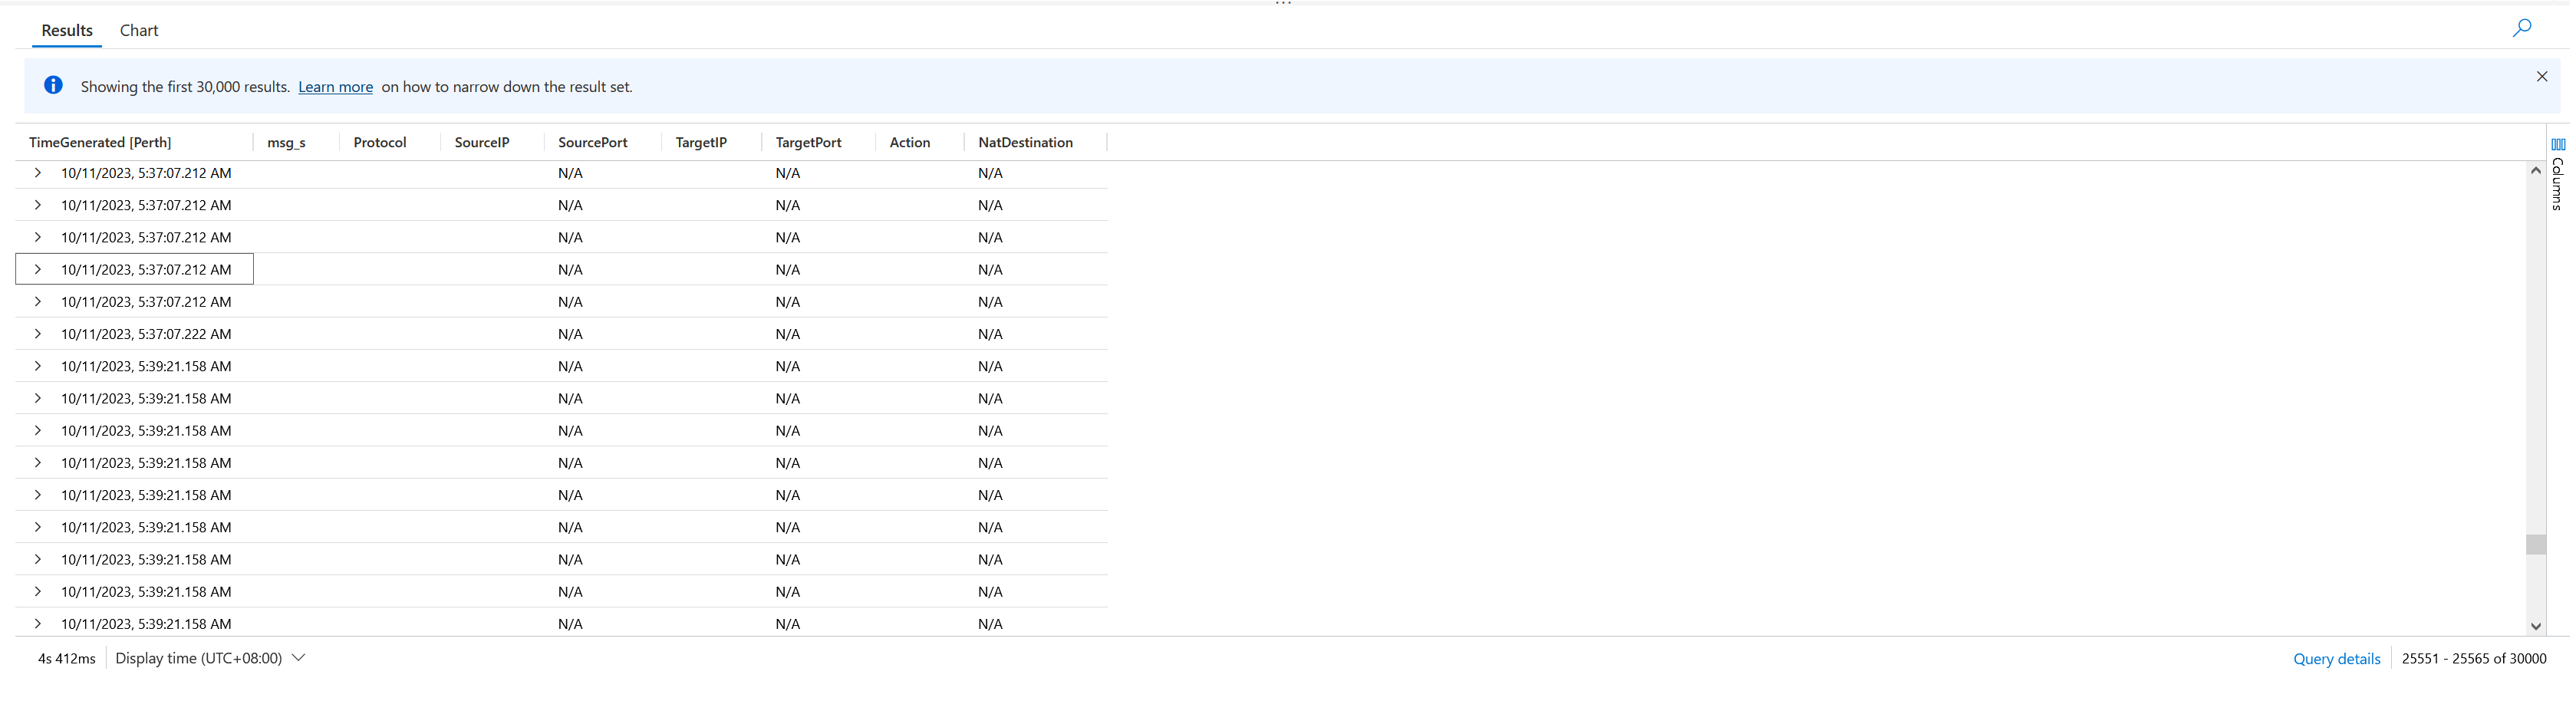 Results Chart
Showing the first 30,000 results. Learn more on how to narrow down the result set.
TimeGenerated [Perth] msg_s Protocol SourceIP SourcePort TargetIP TargetPort Action NatDestination
10/11/2023, 5:37:07.212 AM N/A N/A N/A
10/11/2023, 5:37:07.212 AM N/A N/A N/A
10/11/2023, 5:37:07.212 AM N/A N/A N/A
10/11/2023, 5:37:07.212 AM N/A N/A N/A
10/11/2023, 5:37:07.212 AM N/A N/A N/A
10/11/2023, 5:37:07.222 AM N/A N/A N/A
10/11/2023, 5:39:21.158 AM N/A N/A N/A
10/11/2023, 5:39:21.158 AM N/A N/A N/A
10/11/2023, 5:39:21.158 AM N/A N/A N/A
10/11/2023, 5:39:21.158 AM N/A N/A N/A
10/11/2023, 5:39:21.158 AM N/A N/A N/A
10/11/2023, 5:39:21.158 AM N/A N/A N/A
10/11/2023, 5:39:21.158 AM N/A N/A N/A
10/11/2023, 5:39:21.158 AM N/A N/A N/A
10/11/2023, 5:39:21.158 AM N/A N/A N/A
Columns
4s 412ms Display time (UTC+08:00) Query details 25551 - 25565 of 30000